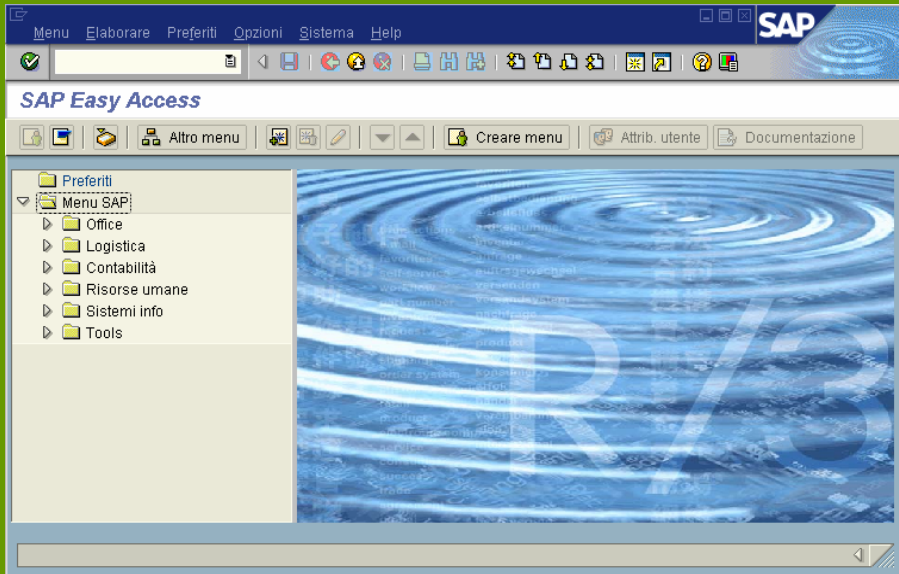 Menu Elaborare Preferiti Opzioni Sistema Help
SAP
SAP Easy Access
Altro menu Creare menu Attrib. utente Documentazione
Preferiti
Menu SAP
Office
Logistica
Contabilità
Risorse umane
Sistemi info
Tools
R/3